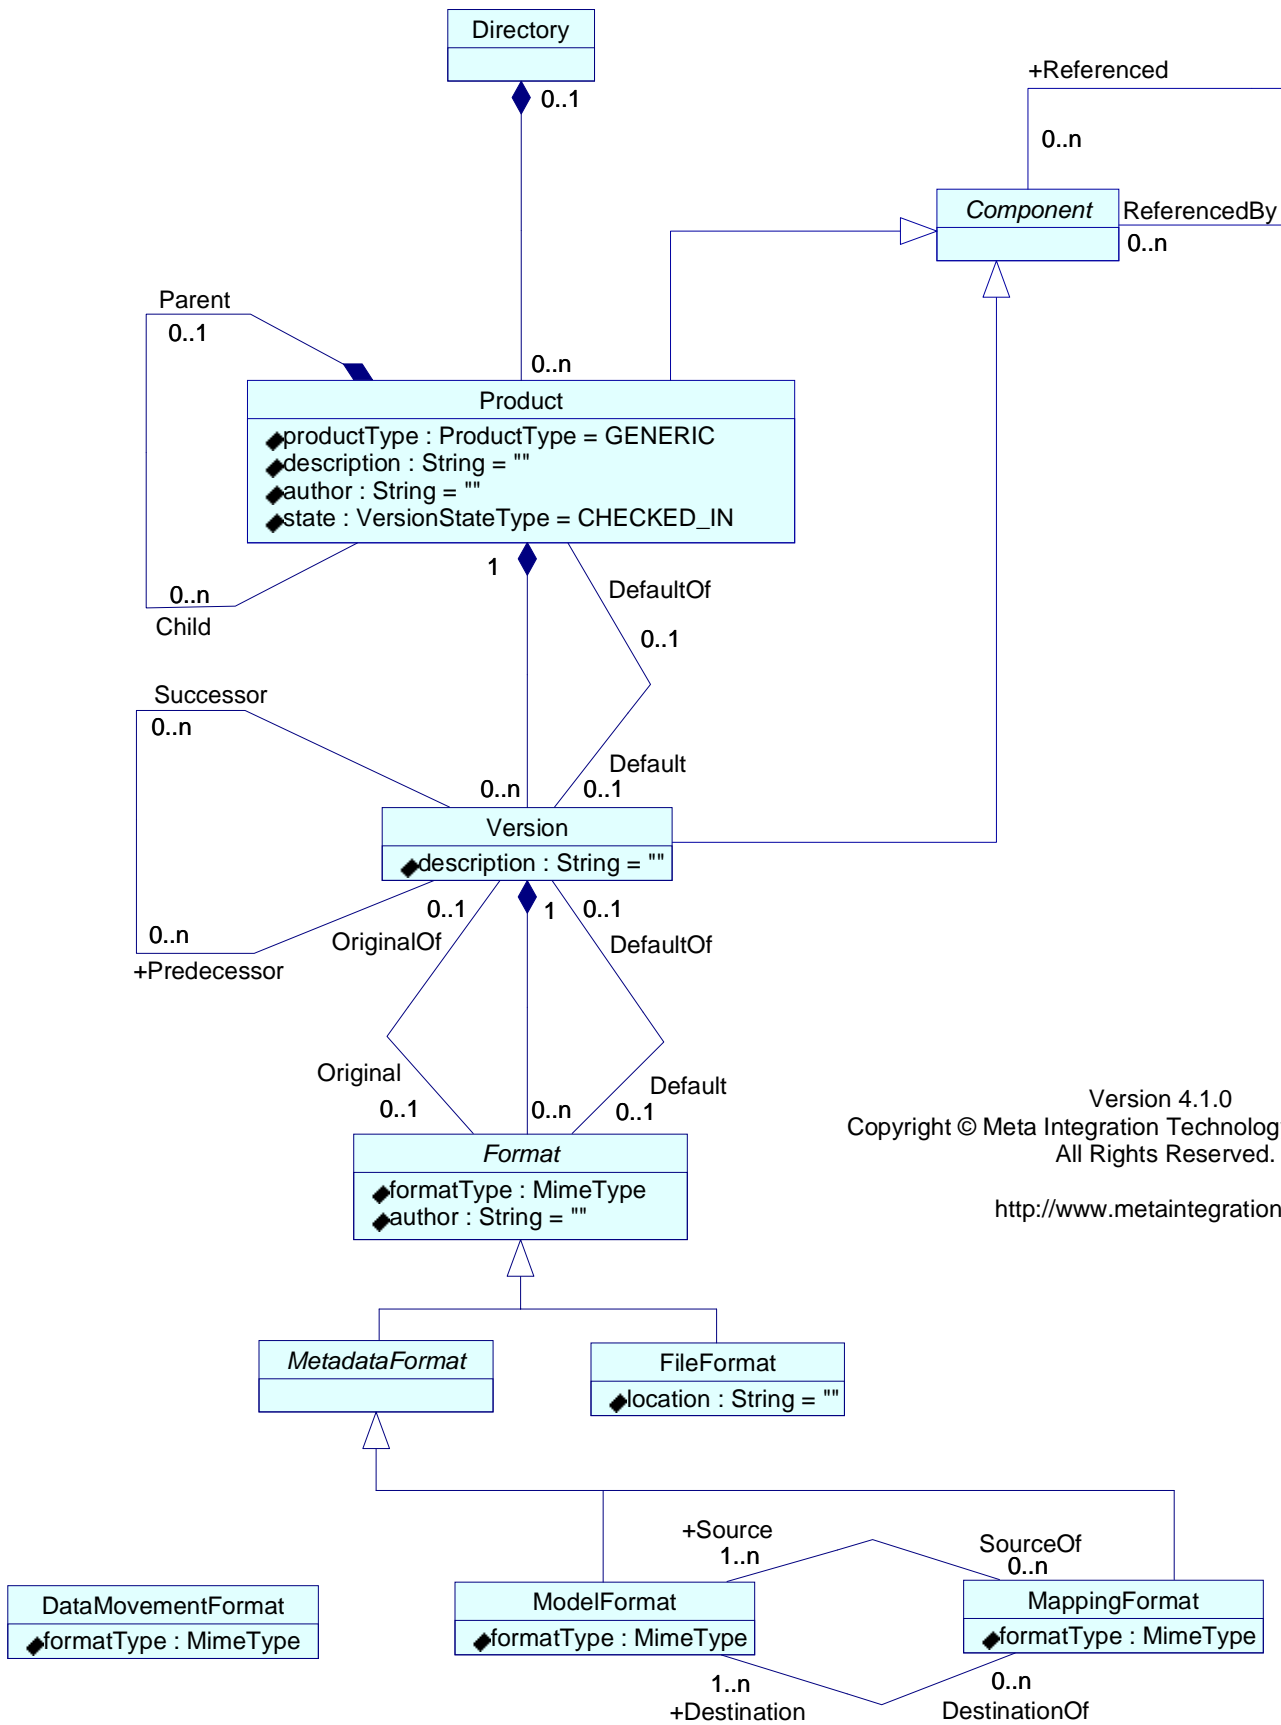 Directory
0..1
+Referenced
0..n
Component
ReferencedBy
0..n
Parent
0..1
0..n
Product
productType : ProductType = GENERIC
description : String = ""
author : String = ""
state : VersionStateType = CHECKED_IN
1
DefaultOf
0..n
0..1
Child
Successor
0..n
Default
0..n
0..1
Version
description : String = ""
0..1
1
0..1
0..n
OriginalOf
DefaultOf
+Predecessor
Original
Default
0..1
0..n
0..1
Version 4.1.0
Copyright © Meta Integration Technolog
All Rights Reserved.
http://www.metaintegration
Format
formatType : MimeType
author : String = ""
MetadataFormat
FileFormat
location : String = ""
+Source
1..n
SourceOf
0..n
DataMovementFormat
formatType : MimeType
ModelFormat
formatType : MimeType
MappingFormat
formatType : MimeType
1..n
+Destination
0..n
DestinationOf